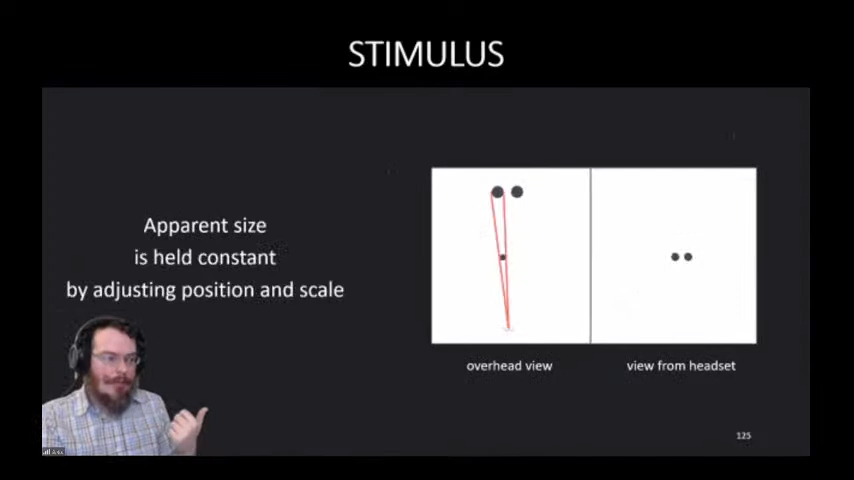 STIMULUS
Apparent size
is held constant
by adjusting position and scale
overhead view
view from headset
125